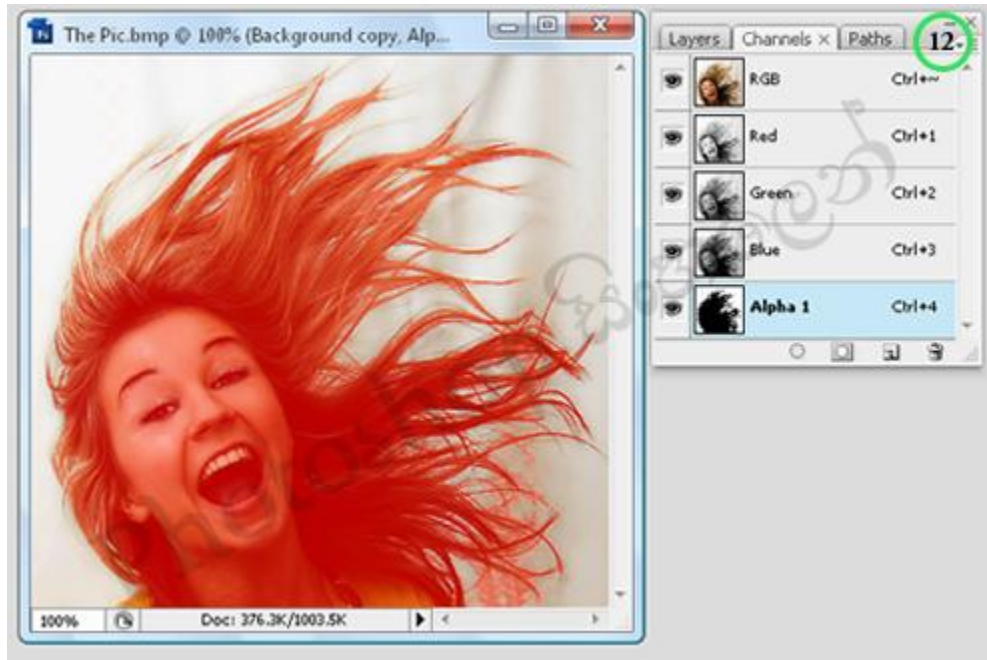 The Pic.bmp @ 100% (Background copy, Alp...
Layers Channels × Paths 12
RGB Ctrl+~
Red Ctrl+1
Green Ctrl+2
Blue Ctrl+3
Alpha 1 Ctrl+4
100% Doc: 376.3K/1003.5K